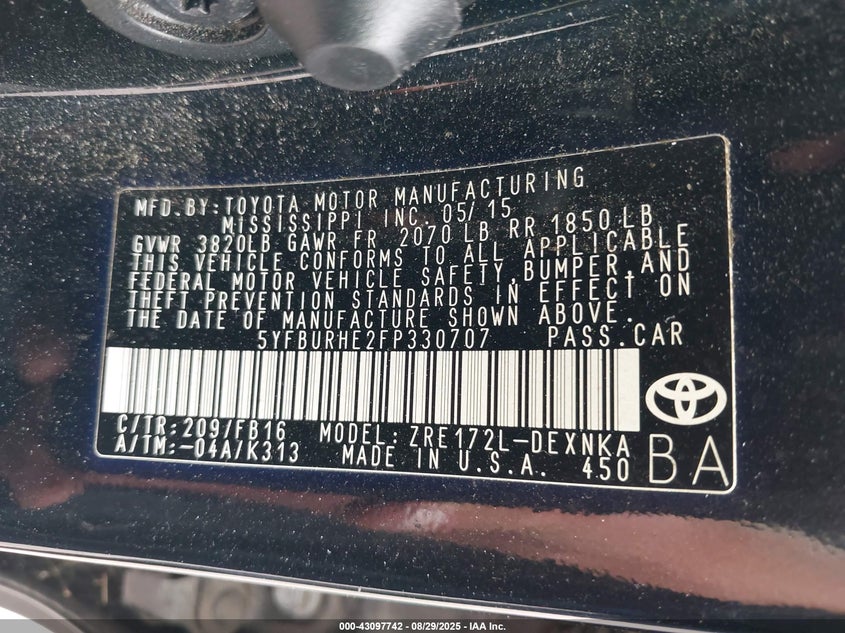 MFD.BY:TOYOTA MOTOR MANUFACTURING
MISSISSIPPI INC. 05/15
GVWR 3820LB GAWR FR 2070 LB RR 1850 LB
THIS VEHICLE CONFORMS TO ALL APPLICABLE
FEDERAL MOTOR VEHICLE SAFETY,BUMPER,AND
THEFT PREVENTION STANDARDS IN EFFECT ON
THE DATE OF MANUFACTURE SHOWN ABOVE.
5YFBURHE2FP330707 PASS.CAR
C/TR:209/FB16 MODEL: ZRE172L-DEXNKA
A/TM:-04A/K313 MADE IN U.S.A. 450
BA
000-43097742 - 08/29/2025 - IAA Inc.